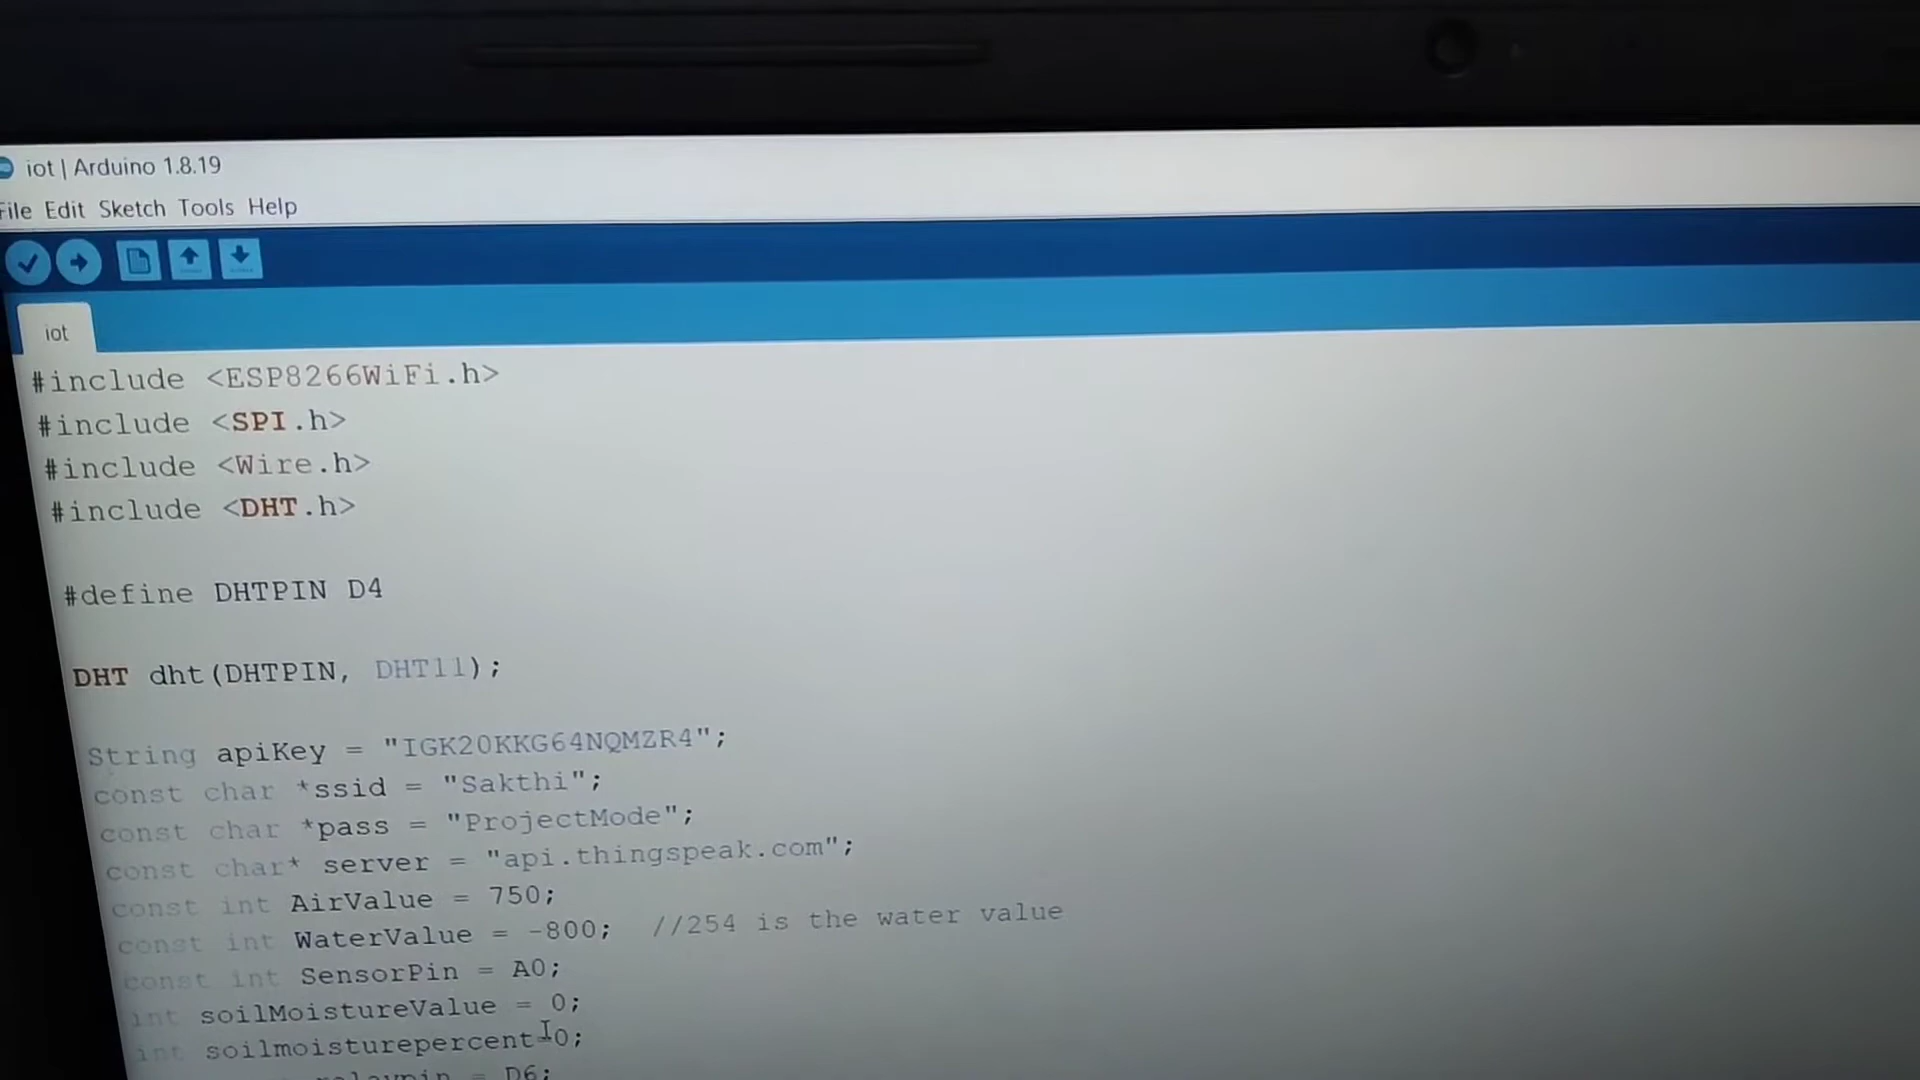 iot | Arduino 1.8.19
File Edit Sketch Tools Help
iot
#include <ESP8266WiFi.h>
#include <SPI.h>
#include <Wire.h>
#include <DHT.h>
#define DHTPIN D4
DHT dht(DHTPIN, DHT11);
String apiKey = "IGK20KKG64NQMZR4";
const char *ssid = "Sakthi";
const char *pass = "ProjectMode";
const char* server = "api.thingspeak.com";
const int AirValue = 750;
const int WaterValue = -800; //254 is the water value
const int SensorPin = A0;
int soilMoistureValue = 0;
int soilmoisturepercent=0;
relaypin = D6;